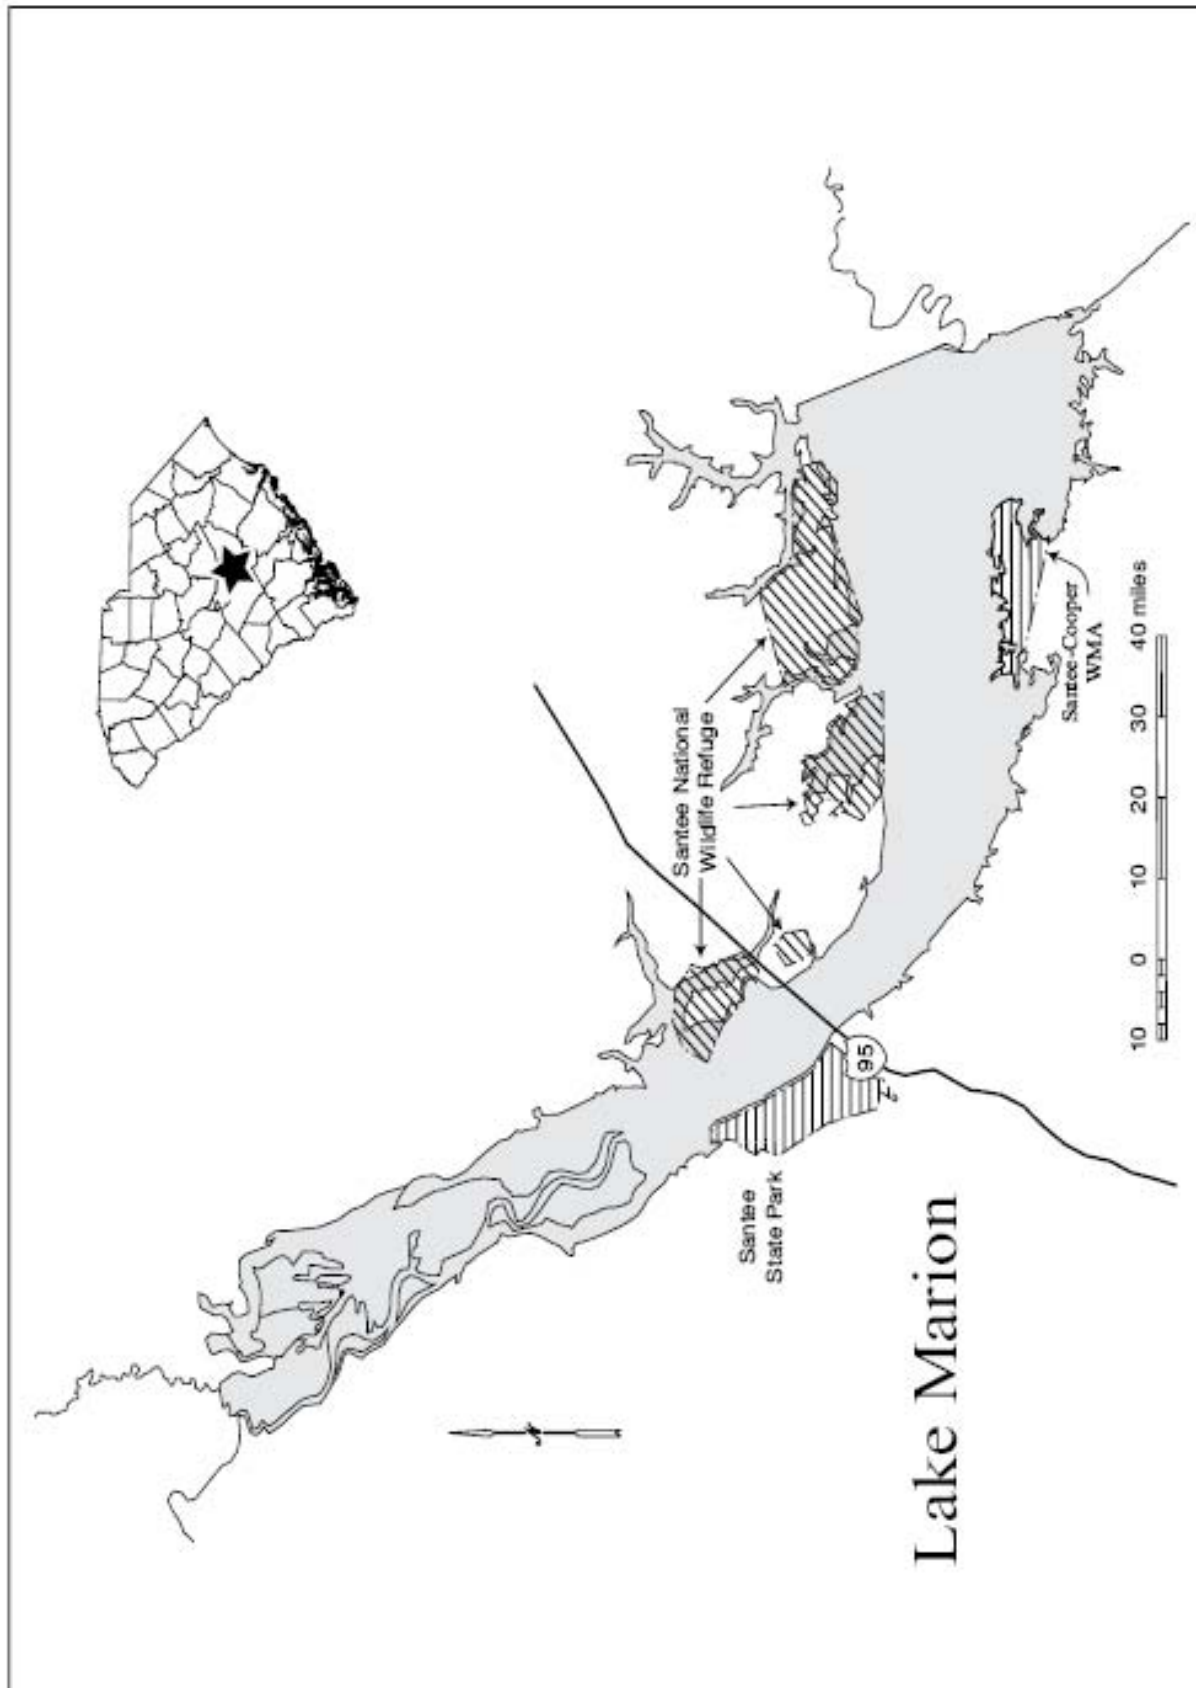 Santee National
Wildlife Refuge
95
Santee
State Park
Santee-Cooper
WMA
Lake Marion
10 0 10 20 30 40 miles